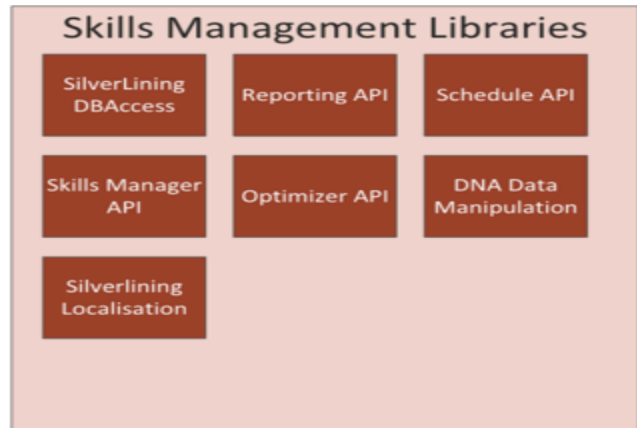 Skills Management Libraries
SilverLining
DBAccess
Reporting API
Schedule API
Skills Manager
API
Optimizer API
DNA Data
Manipulation
Silverlining
Localisation